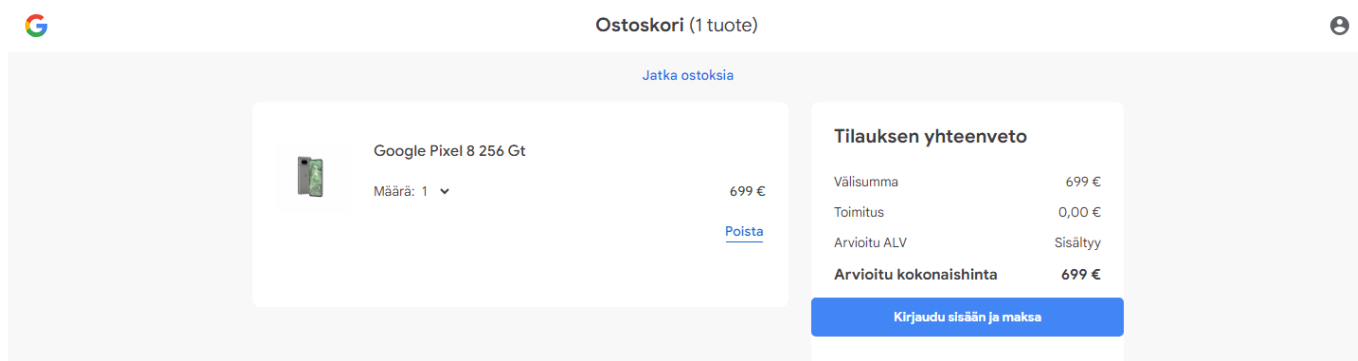 Ostoskori (1 tuote)
Jatka ostoksia
Google Pixel 8 256 Gt
Määrä: 1
699 €
Poista
Tilauksen yhteenveto
Välisumma 699 €
Toimitus 0,00 €
Arvioitu ALV Sisältyy
Arvioitu kokonaishinta 699 €
Kirjaudu sisään ja maksa